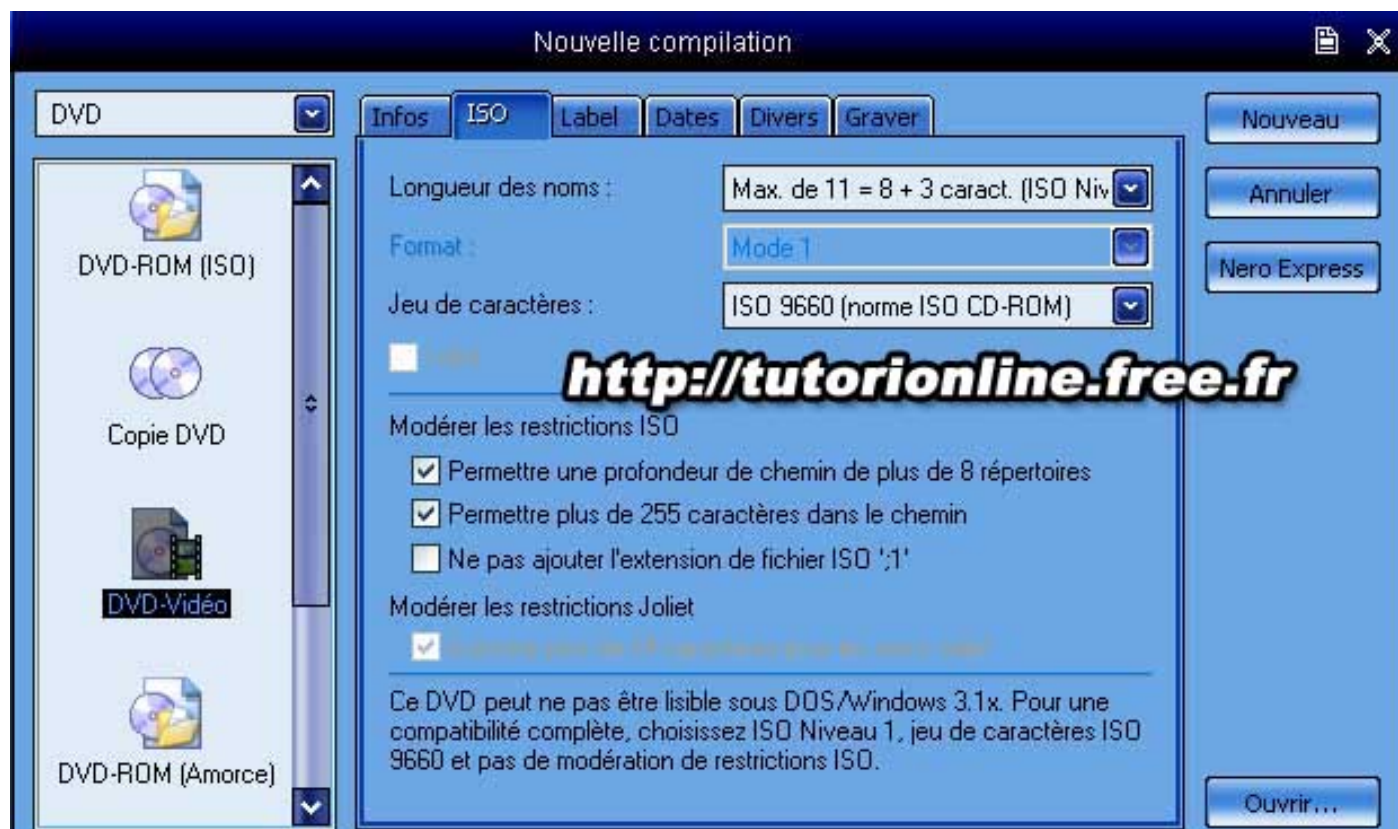 Nouvelle compilation
DVD
DVD-ROM (ISO)
Copie DVD
DVD-Vidéo
DVD-ROM (Amorce)
Infos ISO Label Dates Divers Graver
Longueur des noms : Max. de 11 = 8 + 3 caract. (ISO Niv
Format : Mode 1
Jeu de caractères : ISO 9660 (norme ISO CD-ROM)
http://tutorionline.free.fr
Modérer les restrictions ISO
Permettre une profondeur de chemin de plus de 8 répertoires
Permettre plus de 255 caractères dans le chemin
Ne pas ajouter l'extension de fichier ISO ';1'
Modérer les restrictions Joliet
Ce DVD peut ne pas être lisible sous DOS/Windows 3.1x. Pour une
compatibilité complète, choisissez ISO Niveau 1, jeu de caractères ISO
9660 et pas de modération de restrictions ISO.
Nouveau
Annuler
Nero Express
Ouvrir...